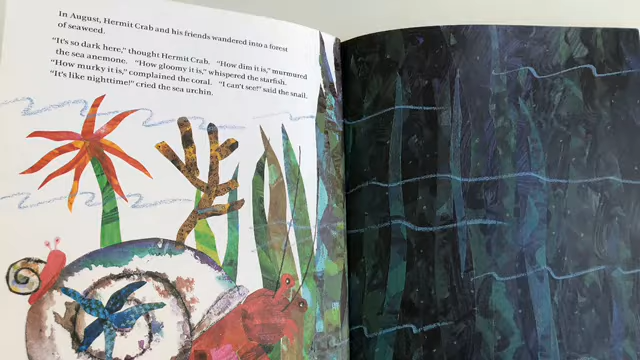 In August, Hermit Crab and his friends wandered into a forest
of seaweed.
"It's so dark here," thought Hermit Crab. "How dim it is," murmured
the sea anemone. "How gloomy it is," whispered the starfish.
"How murky it is," complained the coral. "I can't see!" said the snail.
"It's like nighttime!" cried the sea urchin.